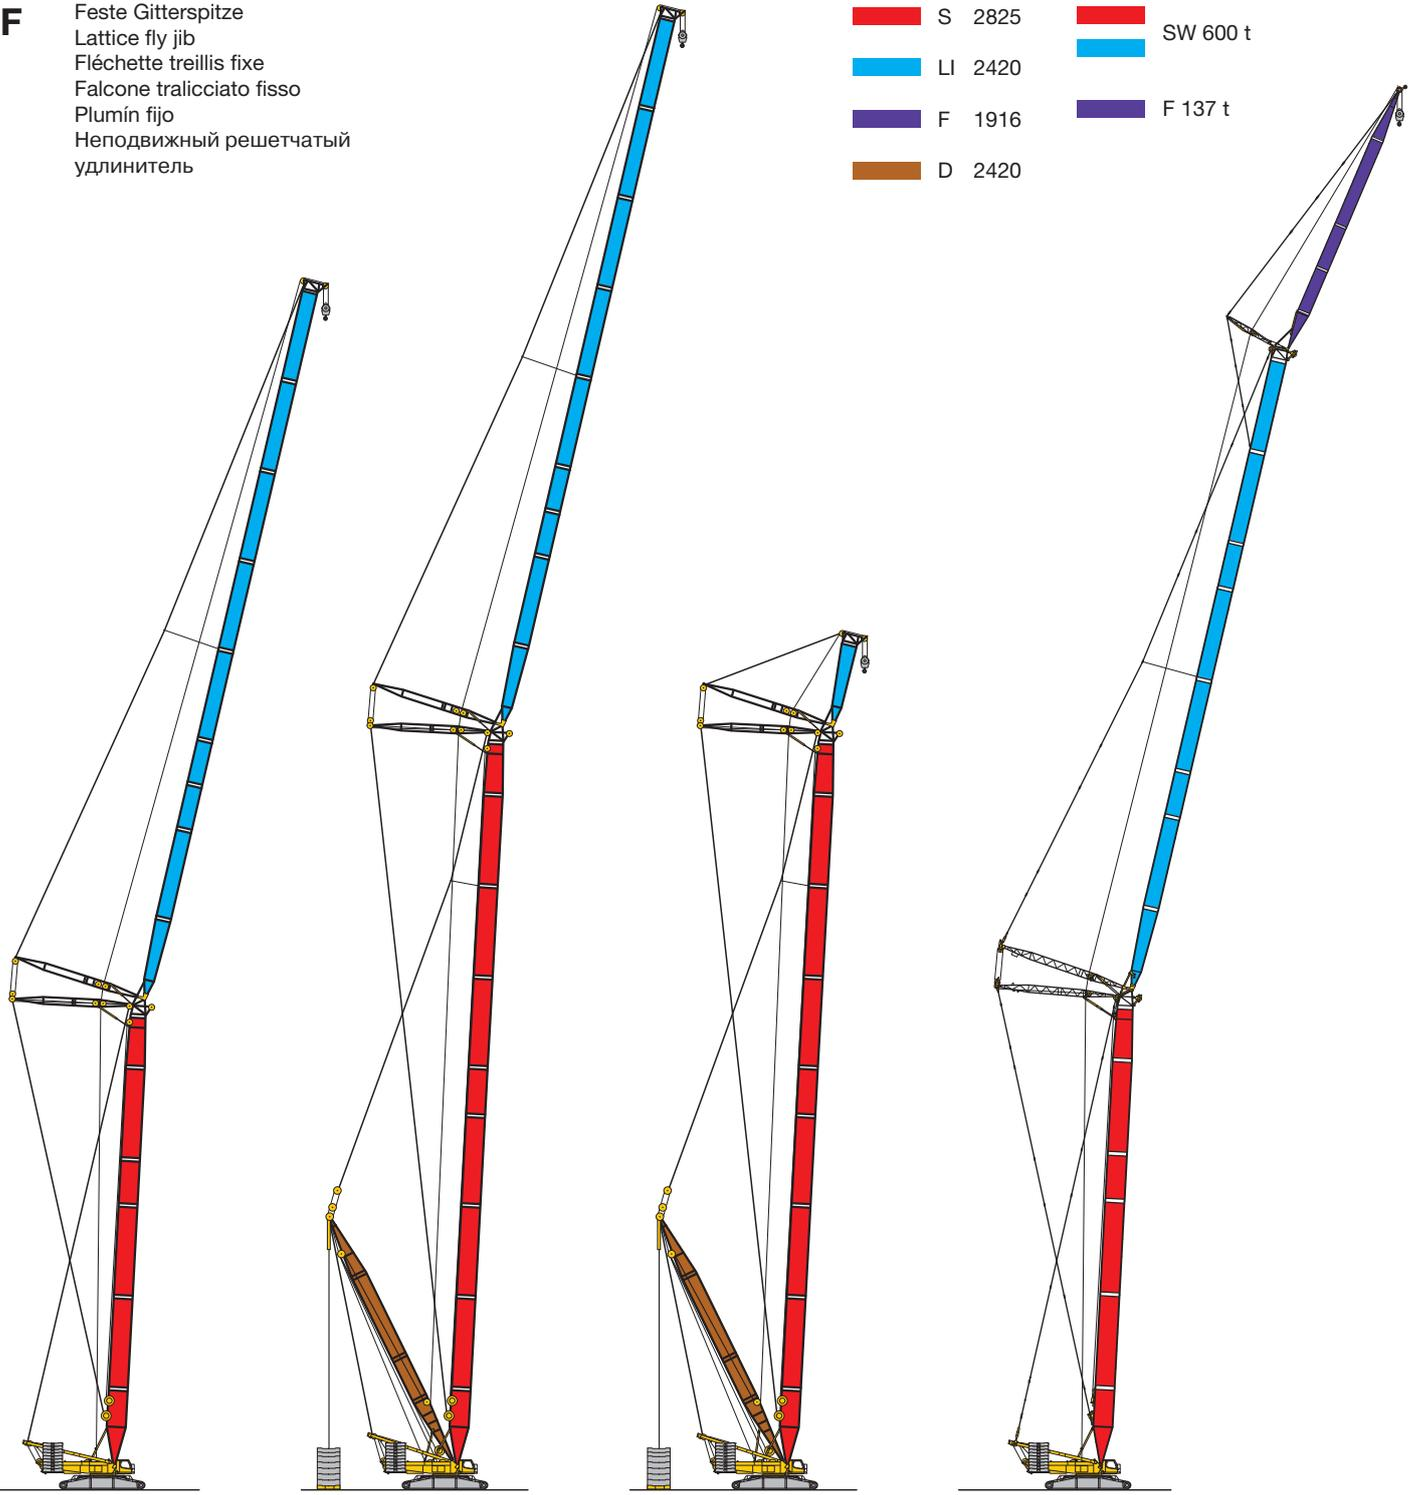 F
Feste Gitterspitze
Lattice fly jib
Fléchette treillis fixe
Falcone tralicciato fisso
Plumín fijo
Неподвижный решетчатый
удлинитель
S 2825
LI 2420
F 1916
D 2420
SW 600 t
F 137 t